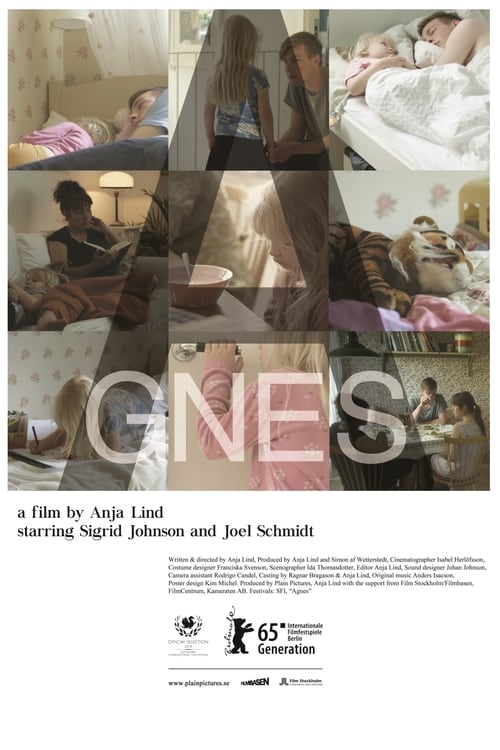 AGNES
a film by Anja Lind
starring Sigrid Johnson and Joel Schmidt
Written & directed by Anja Lind, Produced by Anja Lind and Simon af Wetterstedt, Cinematographer Isabel Herlöfsson,
Costume designer Franciska Svenson, Scenographer Ida Thomasdotter, Editor Anja Lind, Sound designer Johan Johnson,
Camera assistant Rodrigo Candel, Casting by Ragnar Bragason & Anja Lind, Original music Anders Isacson,
Poster design Kim Michel. Produced by Plain Pictures, Anja Lind with the support from Film Stockholm/Filmbasen,
FilmCentrum, Kameraten AB. Festivals: SFI, "Agnes"
OFFICIAL SELECTION
Berlinale
65
Internationale
Filmfestspiele
Berlin
Generation
www.plainpictures.se
FILMBASEN
Film Stockholm